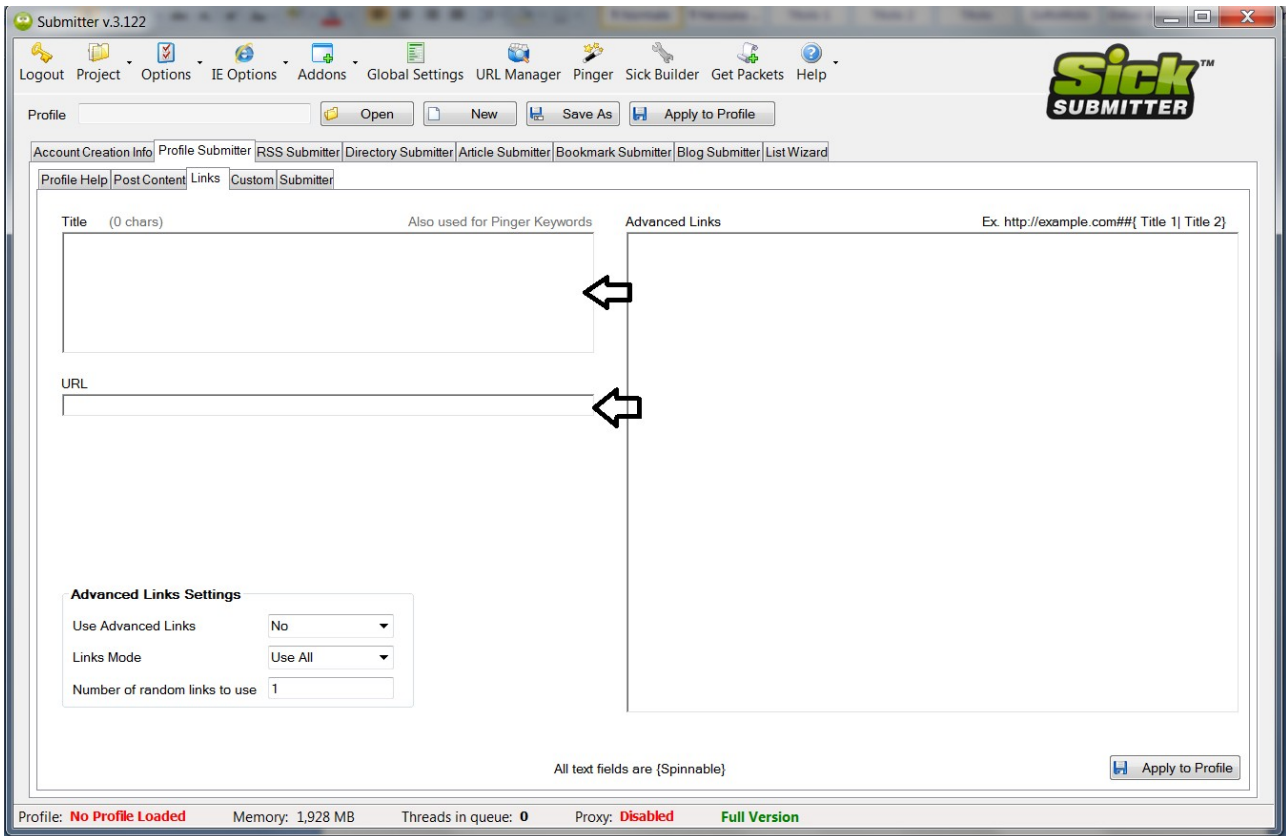 Submitter v.3.122
Logout Project Options IE Options Addons Global Settings URL Manager Pinger Sick Builder Get Packets Help
Sick™
SUBMITTER
Profile Open New Save As Apply to Profile
Account Creation Info Profile Submitter RSS Submitter Directory Submitter Article Submitter Bookmark Submitter Blog Submitter List Wizard
Profile Help Post Content Links Custom Submitter
Title (0 chars) Also used for Pinger Keywords Advanced Links Ex. http://example.com##{ Title 1| Title 2}
URL
Advanced Links Settings
Use Advanced Links No
Links Mode Use All
Number of random links to use 1
All text fields are {Spinnable} Apply to Profile
Profile: No Profile Loaded Memory: 1,928 MB Threads in queue: 0 Proxy: Disabled Full Version